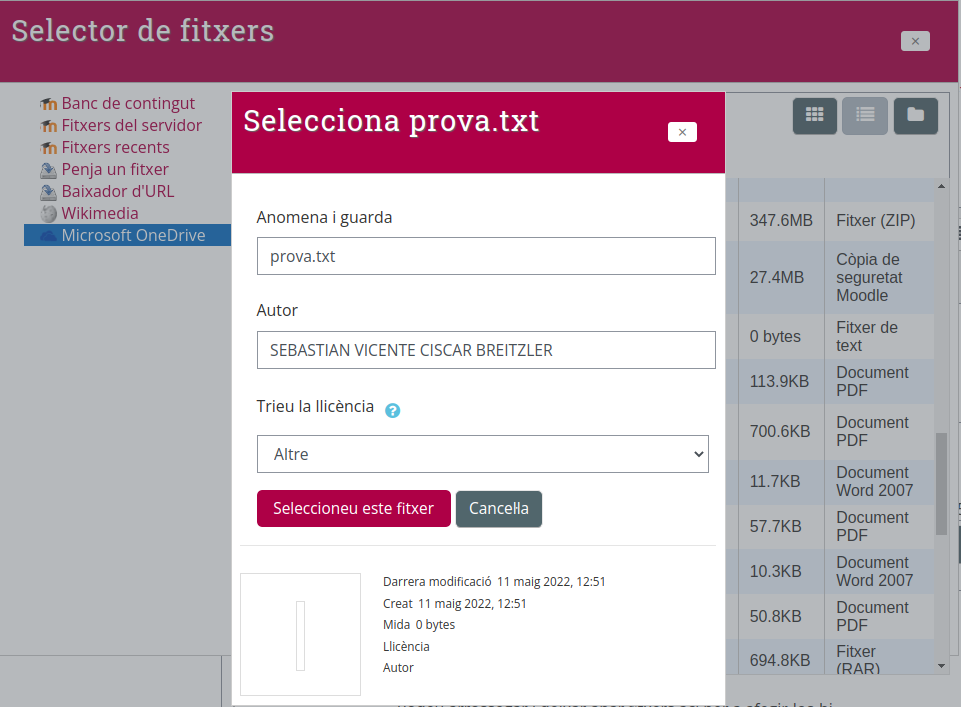 Selector de fitxers
×
Banc de contingut
Fitxers del servidor
Fitxers recents
Penja un fitxer
Baixador d'URL
Wikimedia
Microsoft OneDrive
Selecciona prova.txt
×
Anomena i guarda
prova.txt
Autor
SEBASTIAN VICENTE CISCAR BREITZLER
Trieu la llicència ?
Altre
Seleccioneu este fitxer
Cancel·la
Darrera modificació 11 maig 2022, 12:51
Creat 11 maig 2022, 12:51
Mida 0 bytes
Llicència
Autor
347.6MB Fitxer (ZIP)
27.4MB Còpia de
seguretat
Moodle
0 bytes Fitxer de
text
113.9KB Document
PDF
700.6KB Document
PDF
11.7KB Document
Word 2007
57.7KB Document
PDF
10.3KB Document
Word 2007
50.8KB Document
PDF
694.8KB Fitxer
(RAR)